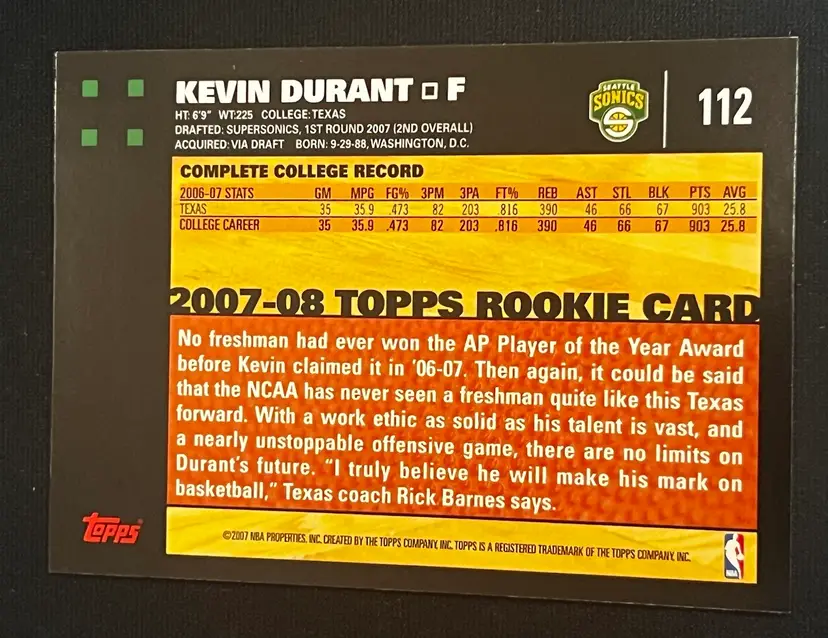 KEVIN DURANT □ F
HT: 6'9" WT:225 COLLEGE:TEXAS
DRAFTED: SUPERSONICS, 1ST ROUND 2007 (2ND OVERALL)
ACQUIRED: VIA DRAFT BORN: 9-29-88, WASHINGTON, D.C.
SEATTLE
SONICS
112
COMPLETE COLLEGE RECORD
2006-07 STATS GM MPG FG% 3PM 3PA FT% REB AST STL BLK PTS AVG
TEXAS 35 35.9 .473 82 203 .816 390 46 66 67 903 25.8
COLLEGE CAREER 35 35.9 .473 82 203 .816 390 46 66 67 903 25.8
2007-08 TOPPS ROOKIE CARD
No freshman had ever won the AP Player of the Year Award
before Kevin claimed it in '06-07. Then again, it could be said
that the NCAA has never seen a freshman quite like this Texas
forward. With a work ethic as solid as his talent is vast, and
a nearly unstoppable offensive game, there are no limits on
Durant's future. "I truly believe he will make his mark on
basketball," Texas coach Rick Barnes says.
topps®
©2007 NBA PROPERTIES, INC. CREATED BY THE TOPPS COMPANY, INC. TOPPS IS A REGISTERED TRADEMARK OF THE TOPPS COMPANY, INC.
NBA